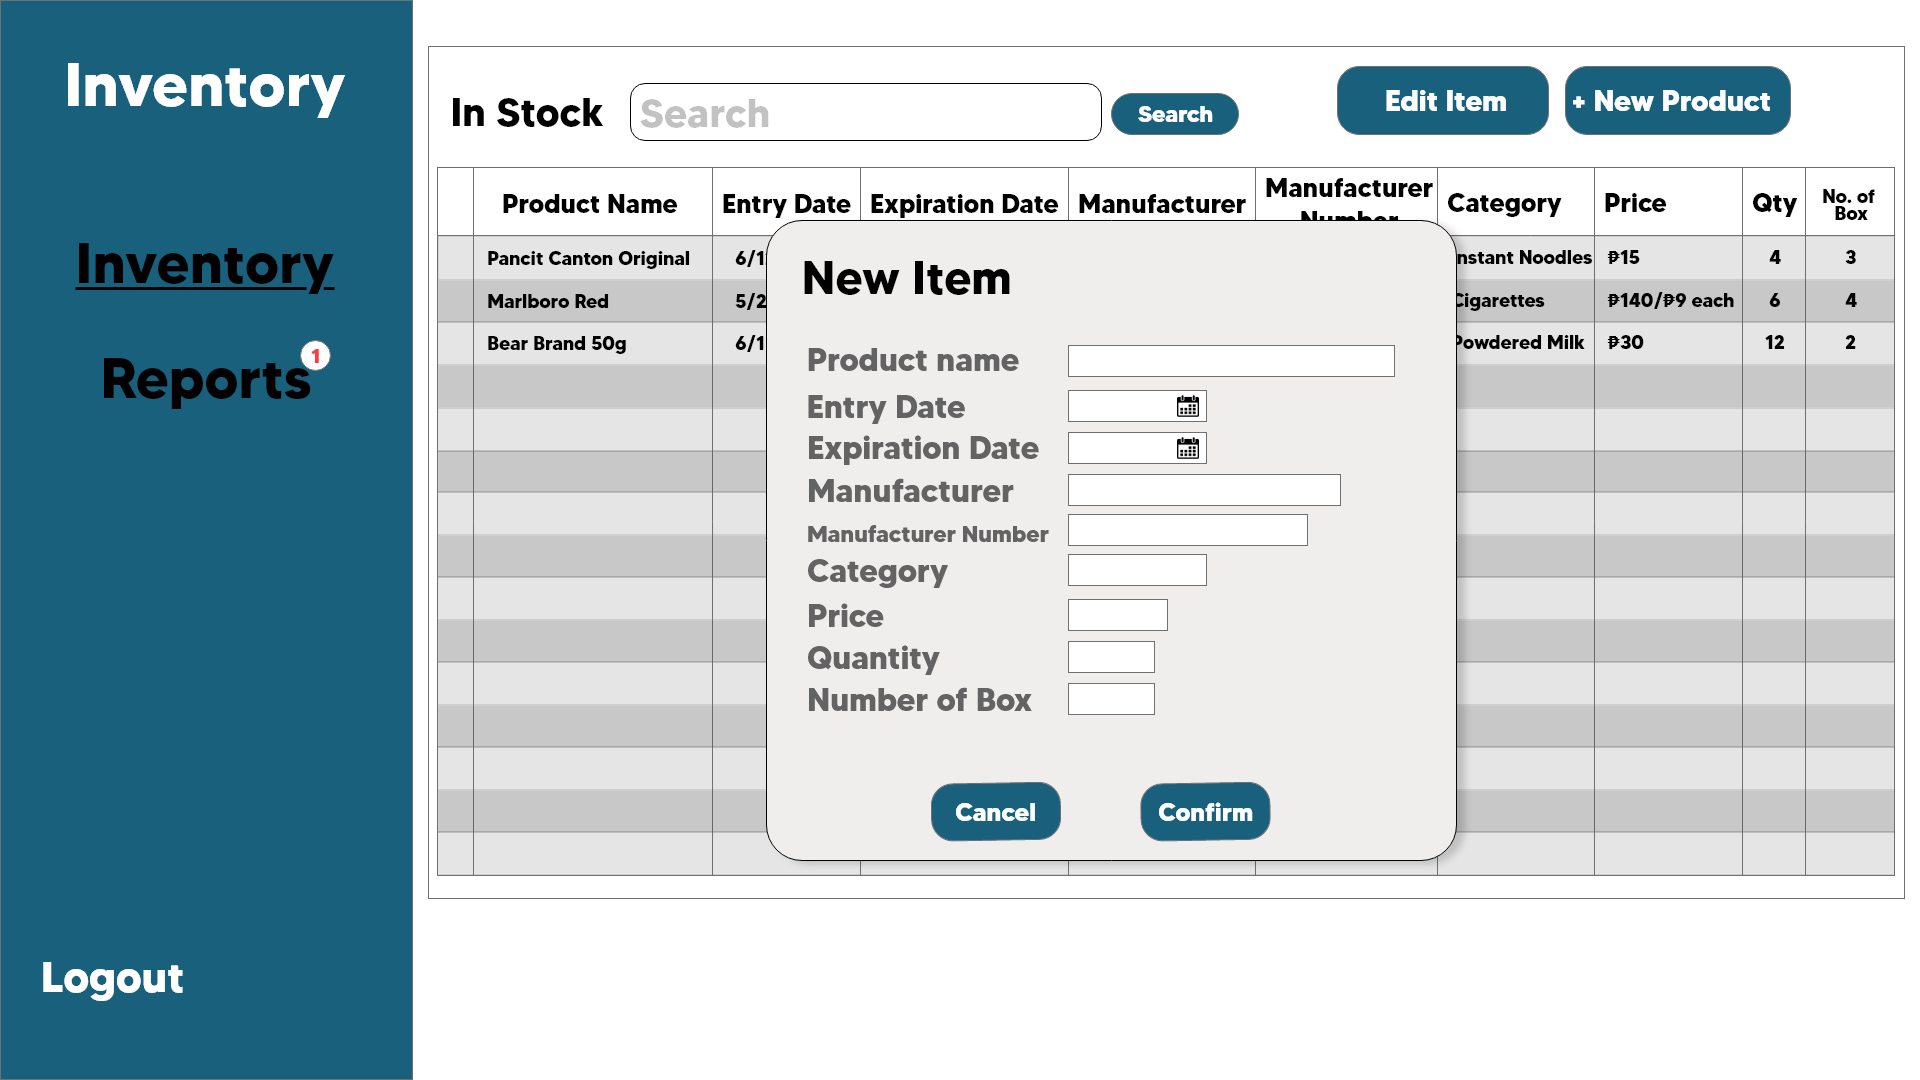 Inventory
Inventory
Reports
1
Logout
In Stock
Search
Search
Edit Item
+ New Product
Product Name
Entry Date
Expiration Date
Manufacturer
Manufacturer
Number
Category
Price
Qty
No. of
Box
Pancit Canton Original
6/1
Instant Noodles
₱15
4
3
Marlboro Red
5/2
Cigarettes
₱140/₱9 each
6
4
Bear Brand 50g
6/1
Powdered Milk
₱30
12
2
New Item
Product name
Entry Date
Expiration Date
Manufacturer
Manufacturer Number
Category
Price
Quantity
Number of Box
Cancel
Confirm